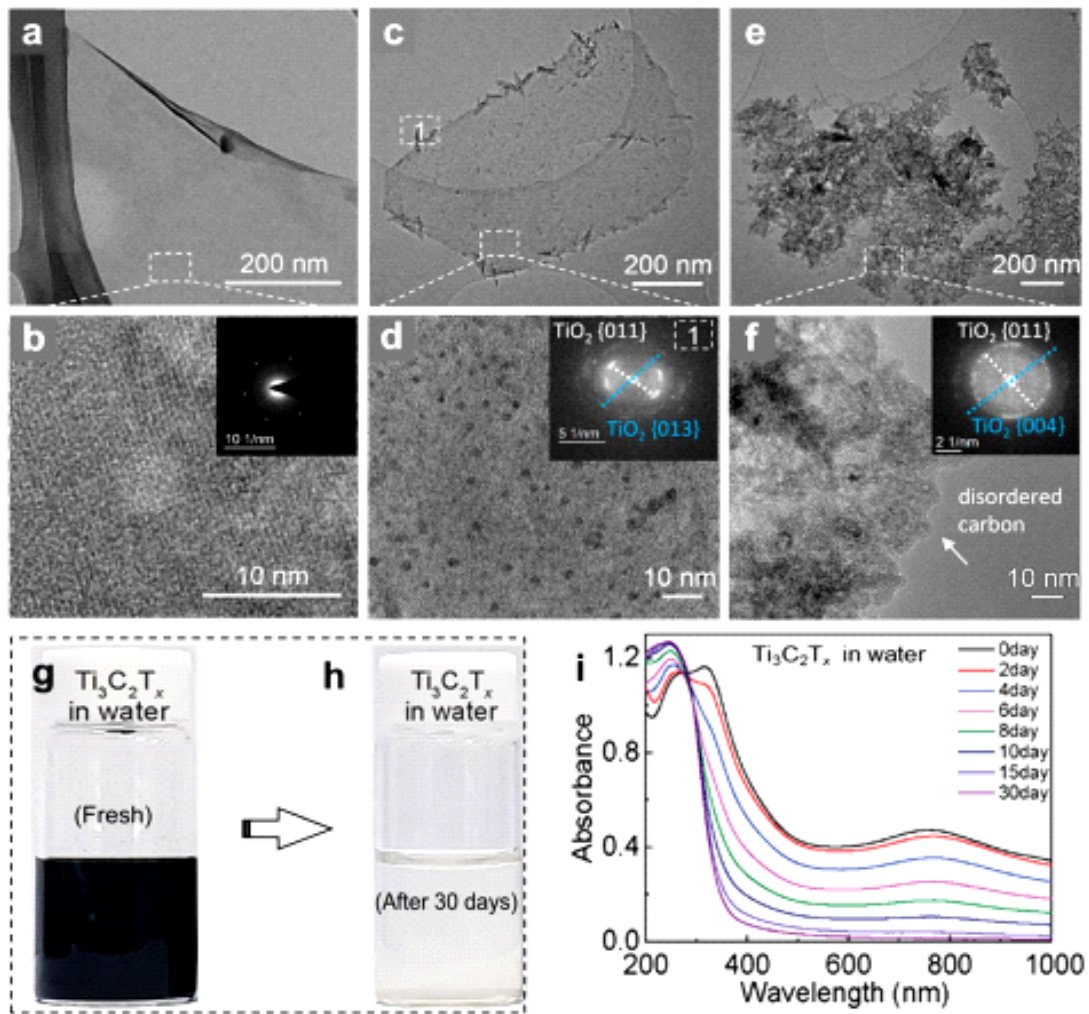 a
200 nm
c
1
200 nm
e
200 nm
b
10 1/nm
10 nm
d
TiO₂ {011}
1
5 1/nm
TiO₂ {013}
10 nm
f
TiO₂ {011}
2 1/nm
TiO₂ {004}
disordered
carbon
10 nm
g
Ti₃C₂Tₓ
in water
(Fresh)
h
Ti₃C₂Tₓ
in water
(After 30 days)
i
Ti₃C₂Tₓ in water
0day
2day
4day
6day
8day
10day
15day
30day
Absorbance
1.2
0.8
0.4
0.0
200 400 600 800 1000
Wavelength (nm)